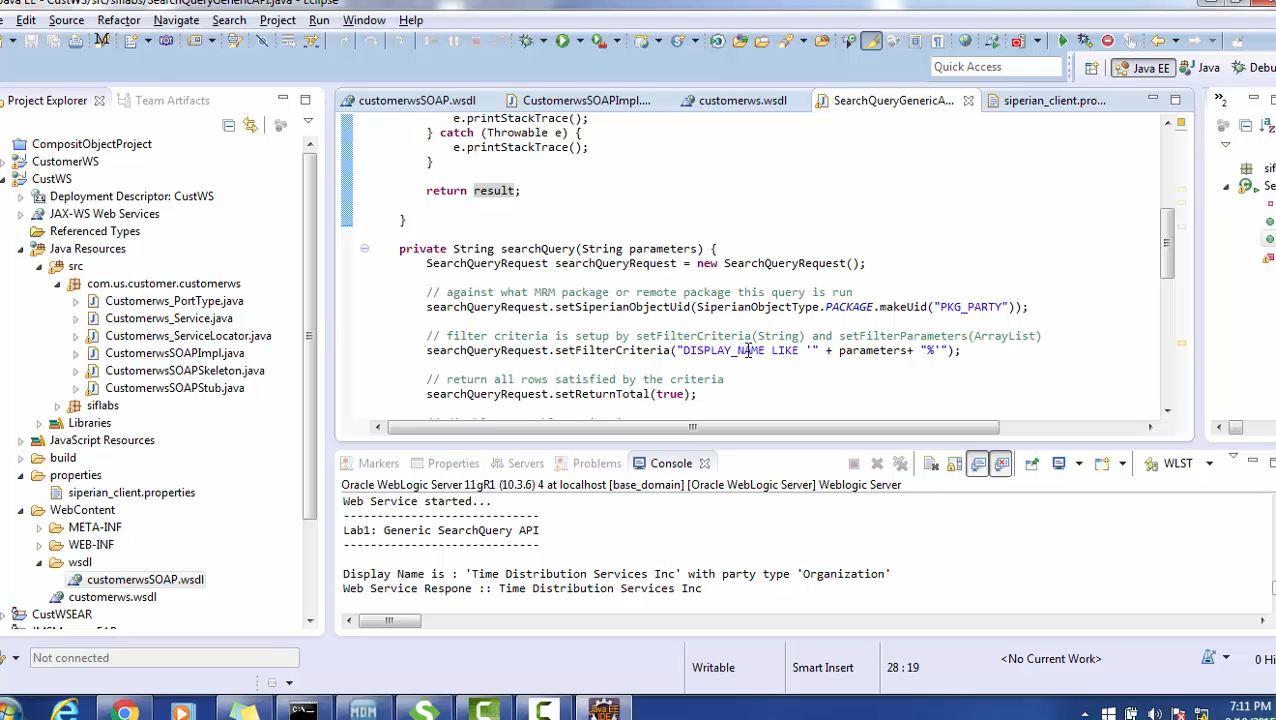 Edit Source Refactor Navigate Search Project Run Window Help
Quick Access
Java EE Java Debu
Project Explorer Team Artifacts
CompositObjectProject
CustomerWS
CustWS
Deployment Descriptor: CustWS
JAX-WS Web Services
Referenced Types
Java Resources
src
com.us.customer.customerws
Customerws_PortType.java
Customerws_Service.java
Customerws_ServiceLocator.java
CustomerwsSOAPImpl.java
CustomerwsSOAPSkeleton.java
CustomerwsSOAPStub.java
siflabs
Libraries
JavaScript Resources
build
properties
siperian_client.properties
WebContent
META-INF
WEB-INF
wsdl
customerwsSOAP.wsdl
customerws.wsdl
CustWSEAR
customerwsSOAP.wsdl CustomerwsSOAPImpl.... customerws.wsdl SearchQueryGenericA... siperian_client.pro...
e.printStackTrace();
} catch (Throwable e) {
e.printStackTrace();
}
return result;
}
private String searchQuery(String parameters) {
SearchQueryRequest searchQueryRequest = new SearchQueryRequest();
// against what MRM package or remote package this query is run
searchQueryRequest.setSiperianObjectUid(SiperianObjectType.PACKAGE.makeUid("PKG_PARTY"));
// filter criteria is setup by setFilterCriteria(String) and setFilterParameters(ArrayList)
searchQueryRequest.setFilterCriteria("DISPLAY_NAME LIKE '" + parameters+ "%'");
// return all rows satisfied by the criteria
searchQueryRequest.setReturnTotal(true);
Markers Properties Servers Problems Console WLST
Oracle WebLogic Server 11gR1 (10.3.6) 4 at localhost [base_domain] [Oracle WebLogic Server] Weblogic Server
Web Service started...
----------------------------
Lab1: Generic SearchQuery API
----------------------------
Display Name is : 'Time Distribution Services Inc' with party type 'Organization'
Web Service Respone :: Time Distribution Services Inc
Not connected
Writable Smart Insert 28 : 19 <No Current Work> 0 Hi
MDM Java EE IDE
7:11 PM